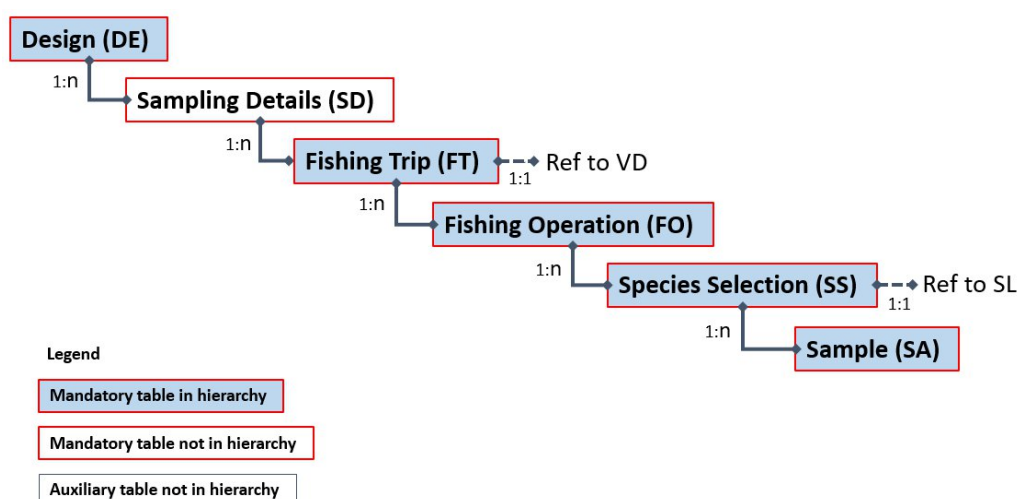 Design (DE)
1:n
Sampling Details (SD)
1:n
Fishing Trip (FT)
1:1
Ref to VD
1:n
Fishing Operation (FO)
1:n
Species Selection (SS)
1:1
Ref to SL
1:n
Sample (SA)
Legend
Mandatory table in hierarchy
Mandatory table not in hierarchy
Auxiliary table not in hierarchy